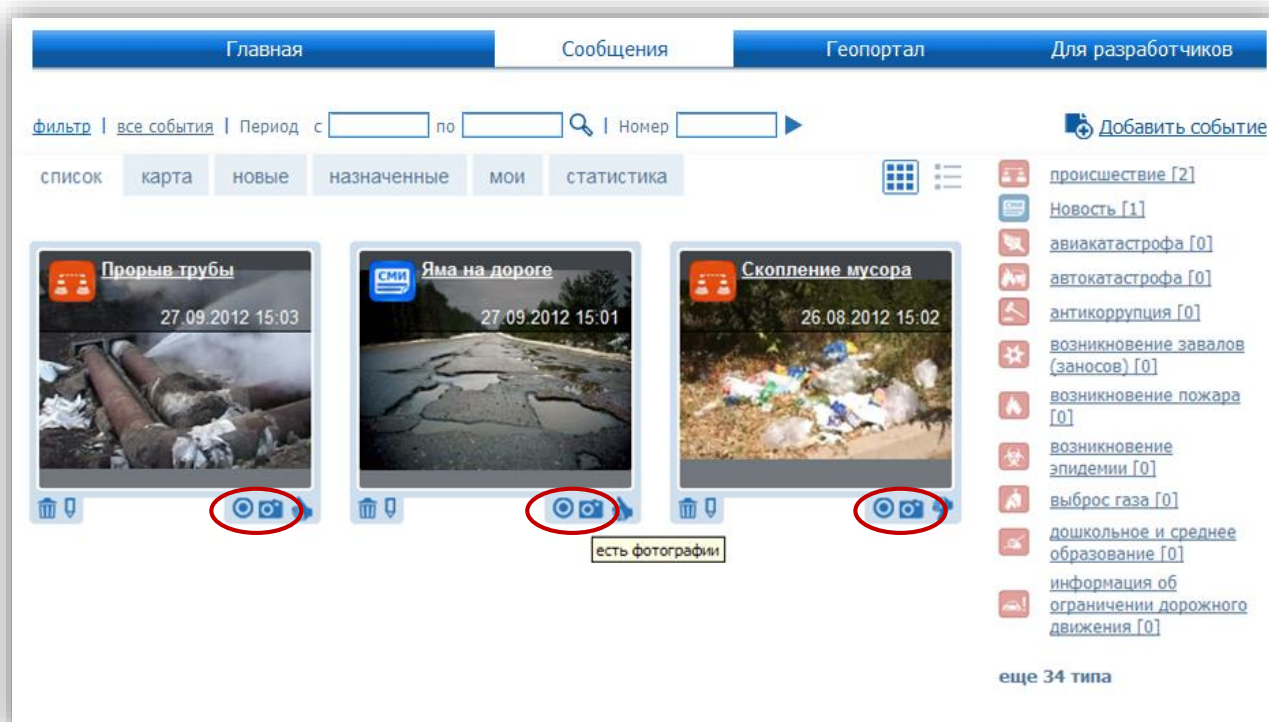 Главная Сообщения Геопортал Для разработчиков
фильтр | все события | Период с по | Номер Добавить событие
список карта новые назначенные мои статистика
происшествие [2]
Новость [1]
авиакатастрофа [0]
автокатастрофа [0]
антикоррупция [0]
возникновение завалов
(заносов) [0]
возникновение пожара
[0]
возникновение
эпидемии [0]
выброс газа [0]
дошкольное и среднее
образование [0]
информация об
ограничении дорожного
движения [0]
еще 34 типа
Прорыв трубы
27.09.2012 15:03
СМИ Яма на дороге
27.09.2012 15:01
Скопление мусора
26.08.2012 15:02
есть фотографии